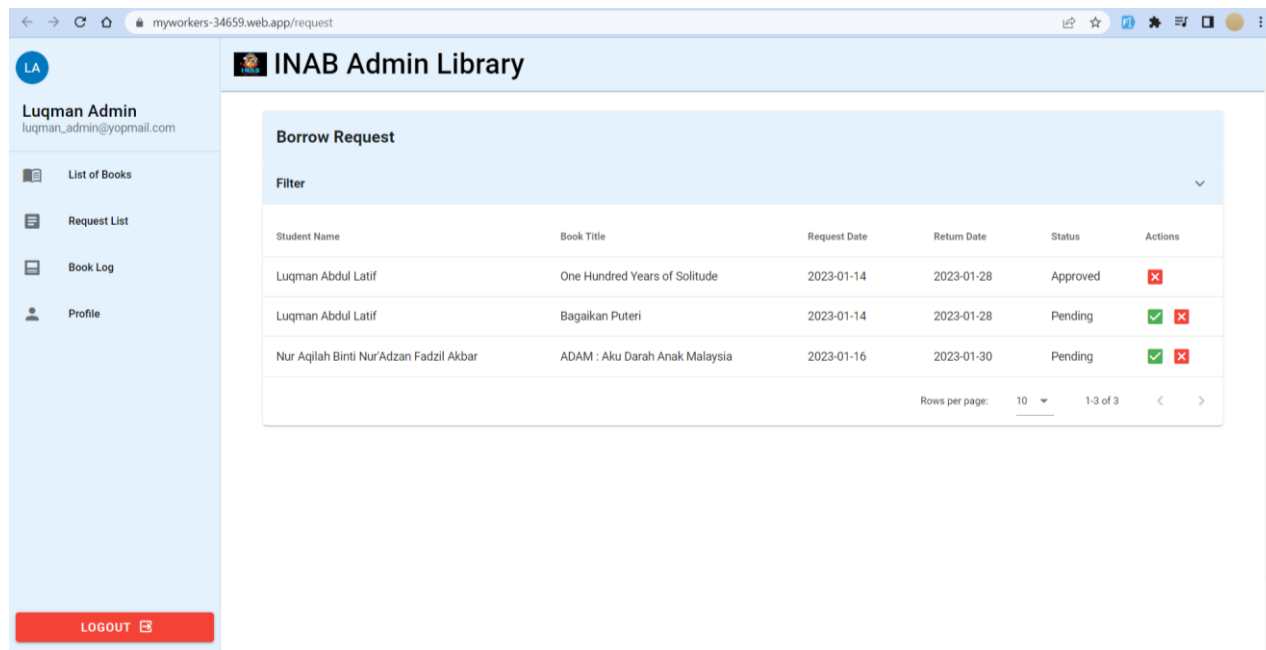 myworkers-34659.web.app/request
LA
INAB Admin Library
Luqman Admin
luqman_admin@yopmail.com
List of Books
Request List
Book Log
Profile
LOGOUT
Borrow Request
Filter
Student Name Book Title Request Date Return Date Status Actions
Luqman Abdul Latif One Hundred Years of Solitude 2023-01-14 2023-01-28 Approved
Luqman Abdul Latif Bagaikan Puteri 2023-01-14 2023-01-28 Pending
Nur Aqilah Binti Nur'Adzan Fadzil Akbar ADAM : Aku Darah Anak Malaysia 2023-01-16 2023-01-30 Pending
Rows per page: 10 1-3 of 3